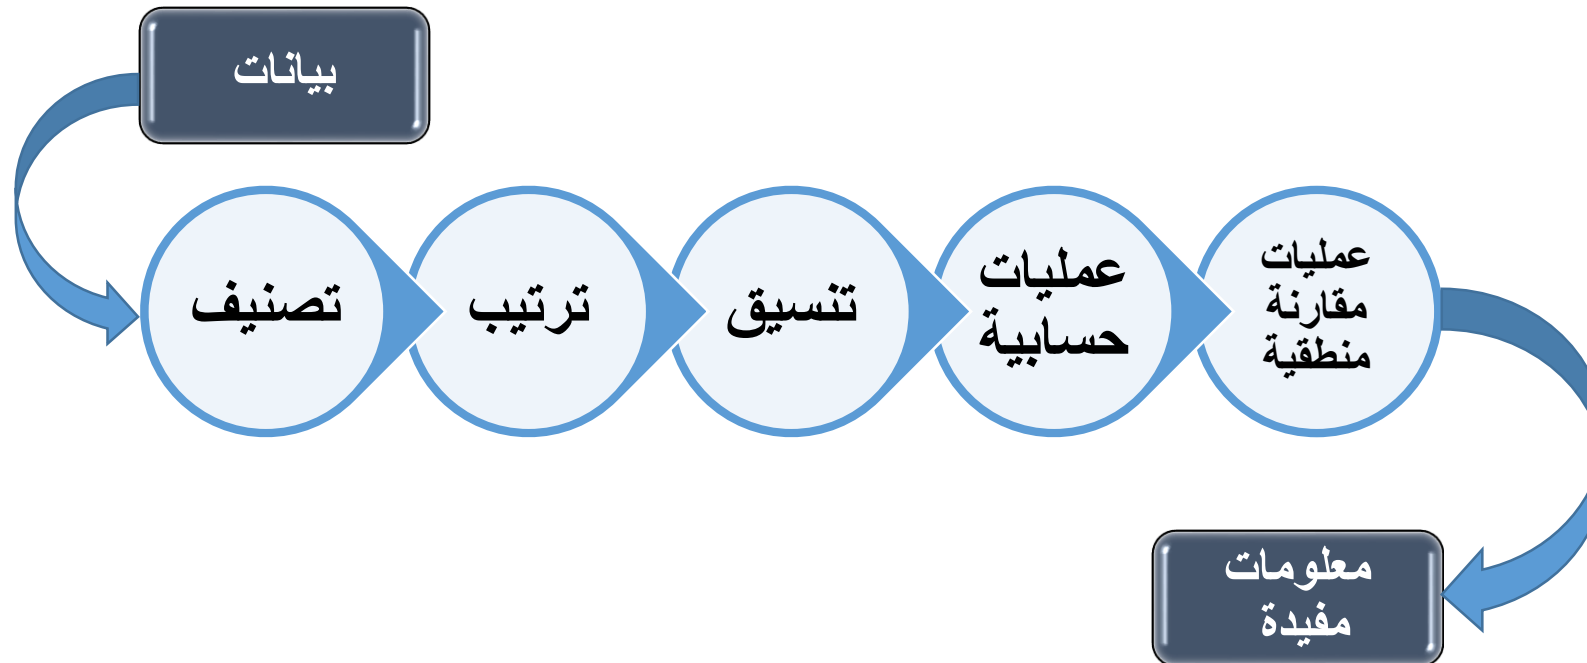 بيانات
تصنيف
ترتيب
تنسيق
عمليات
حسابية
عمليات
مقارنة
منطقية
معلومات
مفيدة